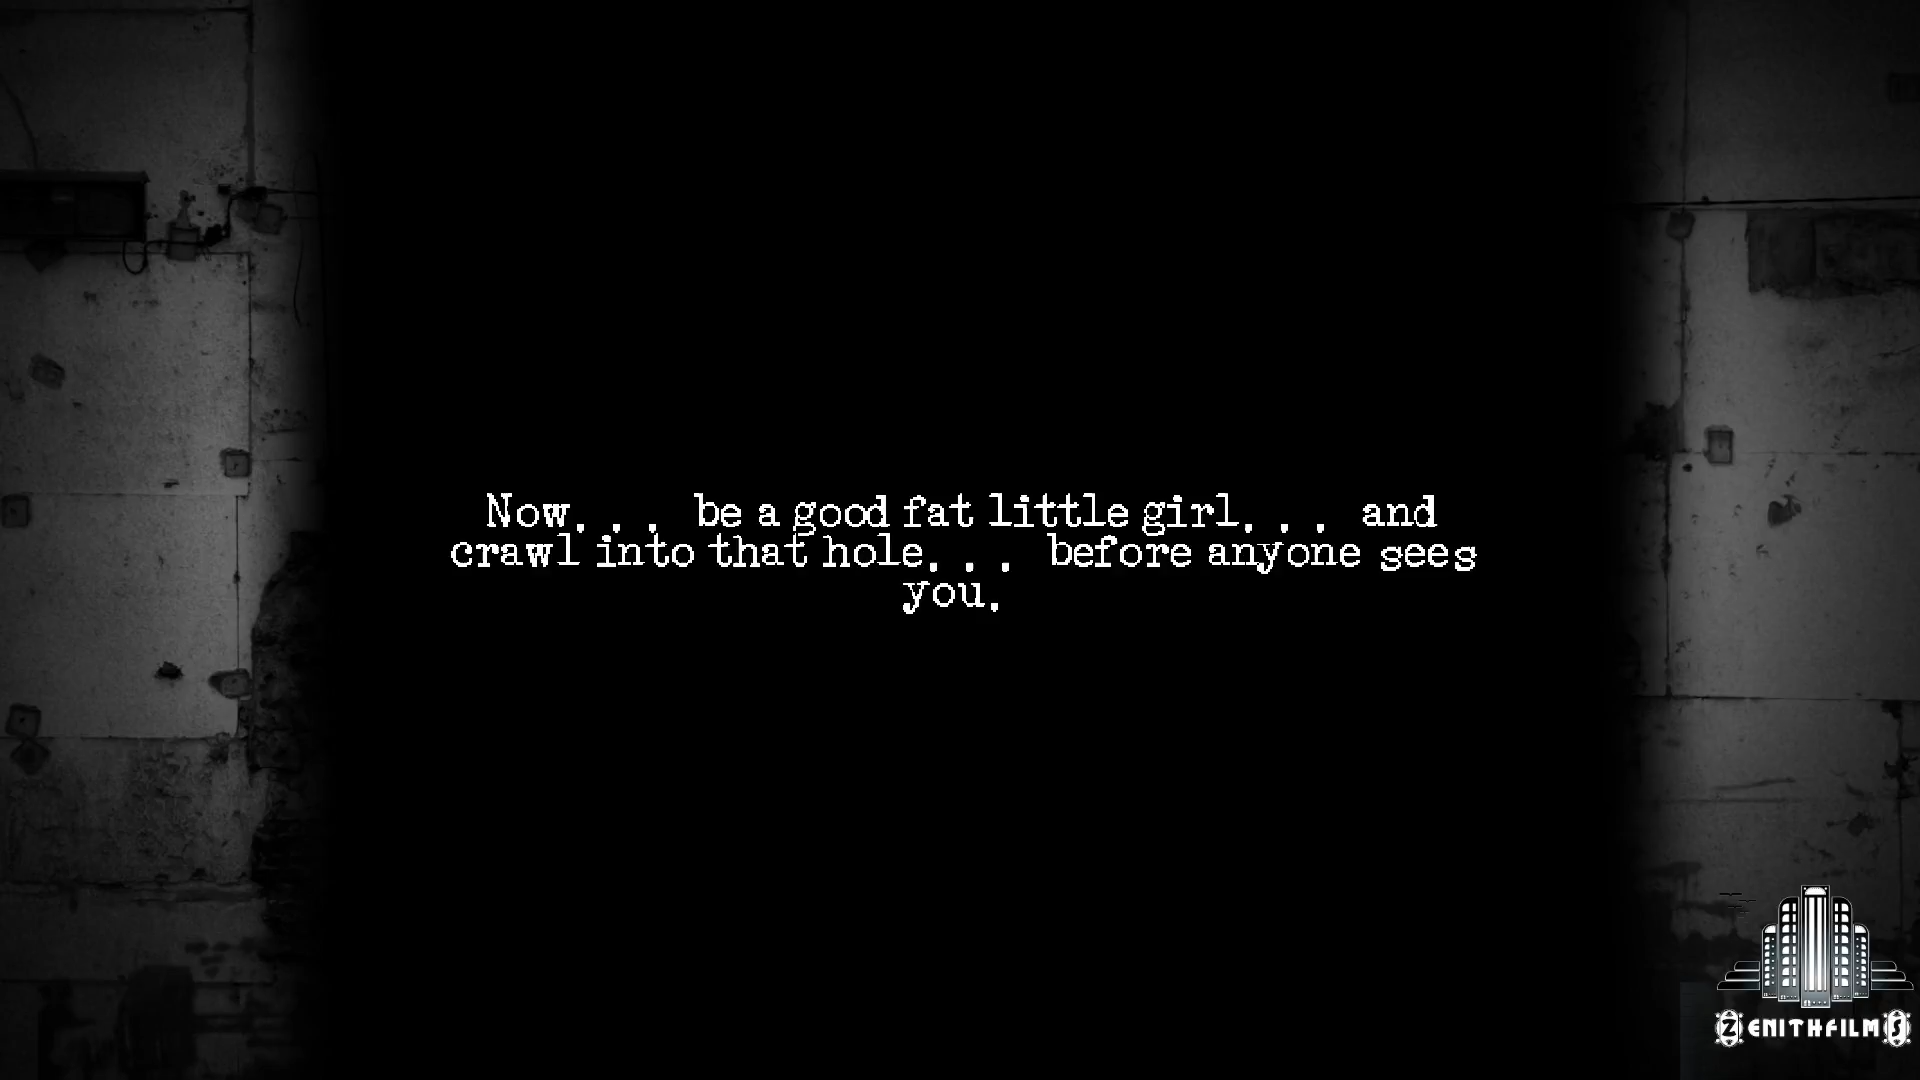 Now... be a good fat little girl... and
crawl into that hole... before anyone sees
you.
ZENITHFILMS